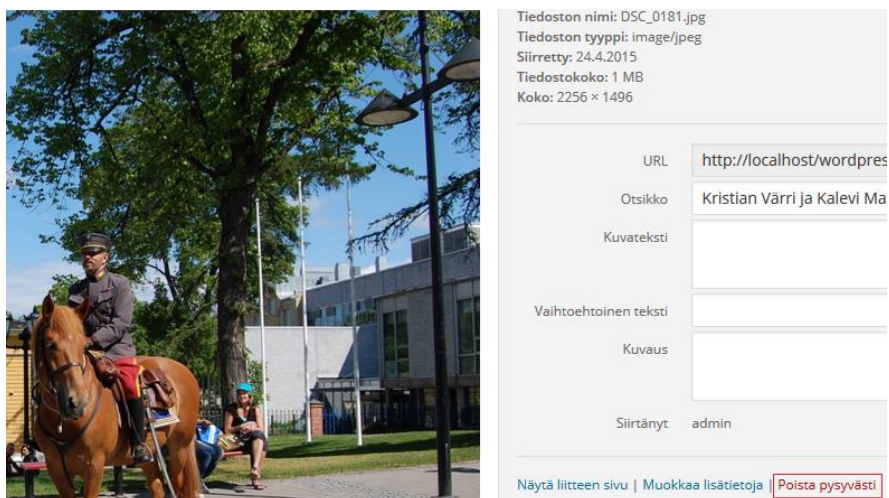 Tiedoston nimi: DSC_0181.jpg
Tiedoston tyyppi: image/jpeg
Siirretty: 24.4.2015
Tiedostokoko: 1 MB
Koko: 2256 × 1496
URL http://localhost/wordpres
Otsikko Kristian Värri ja Kalevi Ma
Kuvateksti
Vaihtoehtoinen teksti
Kuvaus
Siirtänyt admin
Näytä liitteen sivu | Muokkaa lisätietoja | Poista pysyvästi